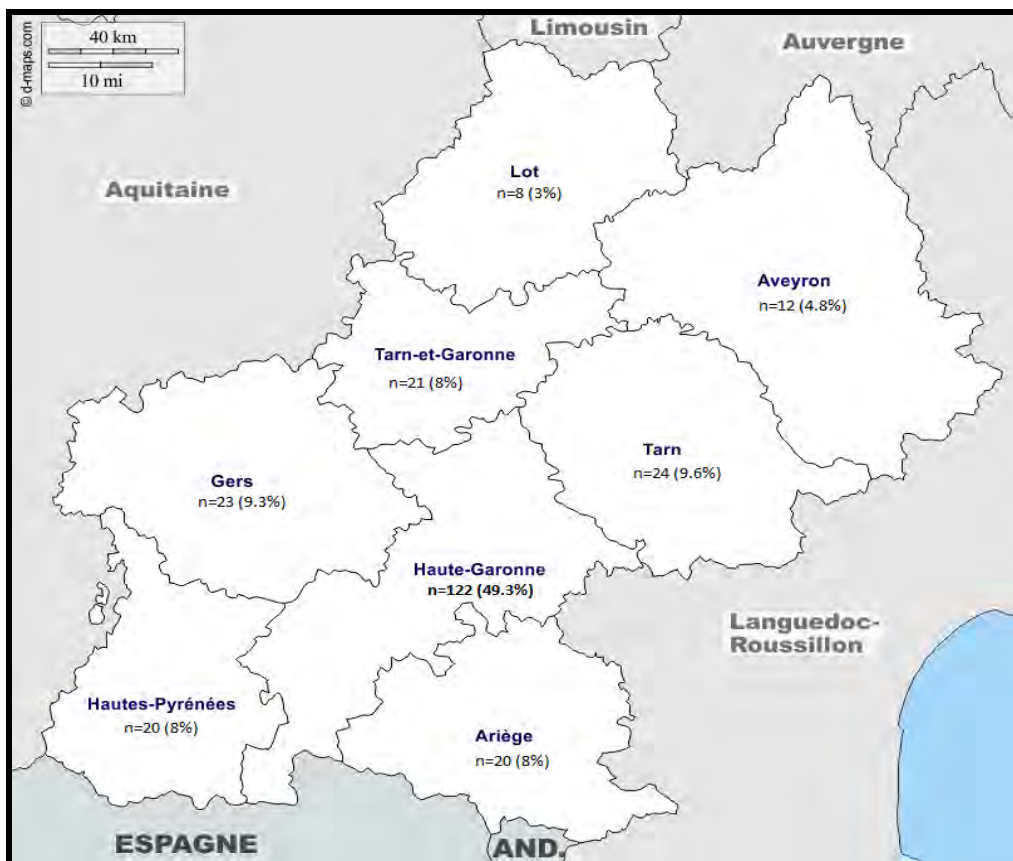 © d-maps.com
40 km
10 mi
Limousin
Auvergne
Aquitaine
Lot
n=8 (3%)
Aveyron
n=12 (4.8%)
Tarn-et-Garonne
n=21 (8%)
Tarn
n=24 (9.6%)
Gers
n=23 (9.3%)
Haute-Garonne
n=122 (49.3%)
Languedoc-
Roussillon
Hautes-Pyrénées
n=20 (8%)
Ariège
n=20 (8%)
ESPAGNE
AND.